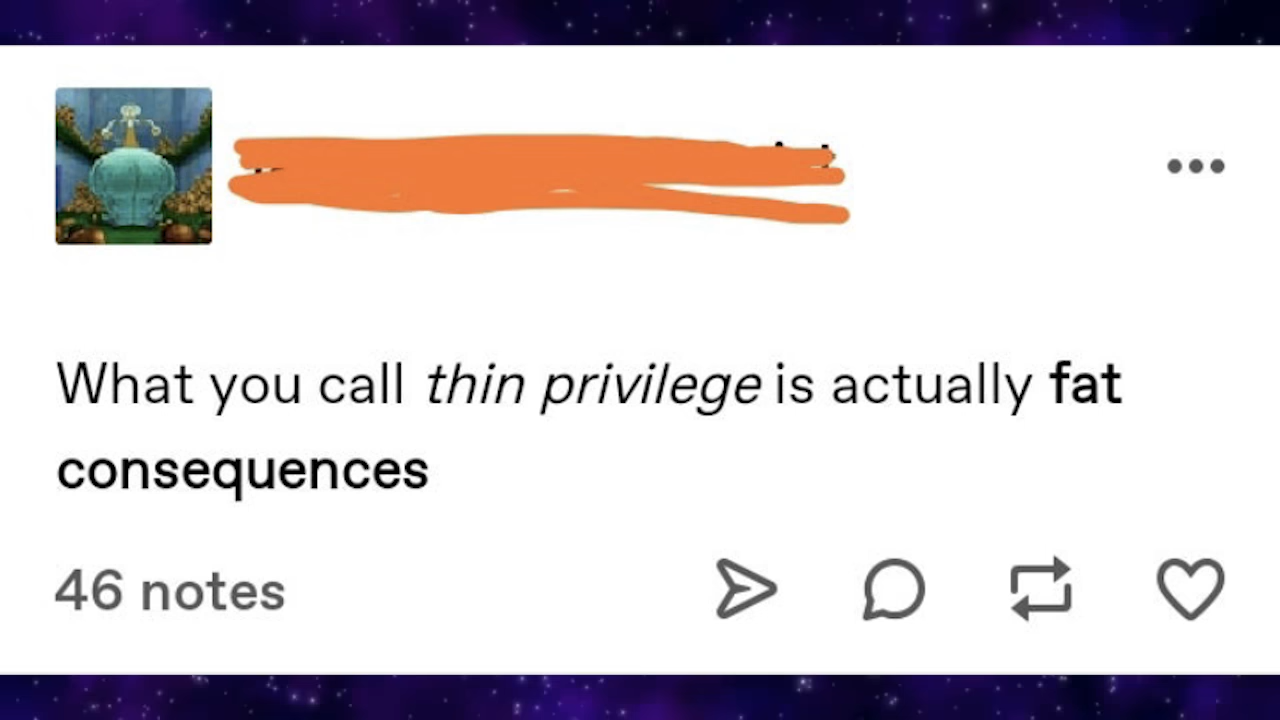 What you call thin privilege is actually fat
consequences
46 notes